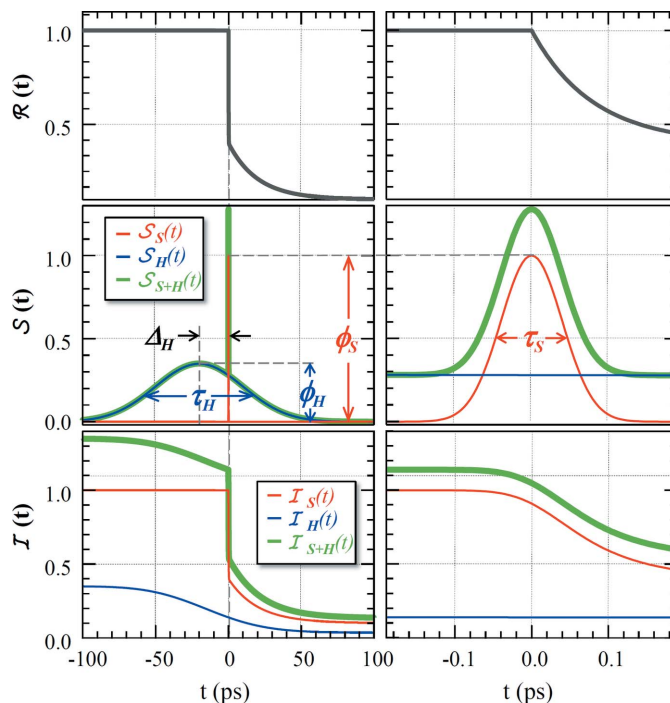 R (t)
1.0
0.5
S (t)
1.0
0.5
0.0
S_S(t)
S_H(t)
S_{S+H}(t)
Δ_H
τ_H
ϕ_H
ϕ_S
τ_S
I (t)
1.0
0.5
0.0
I_S(t)
I_H(t)
I_{S+H}(t)
-100
-50
0
50
100
-0.1
0.0
0.1
t (ps)
t (ps)